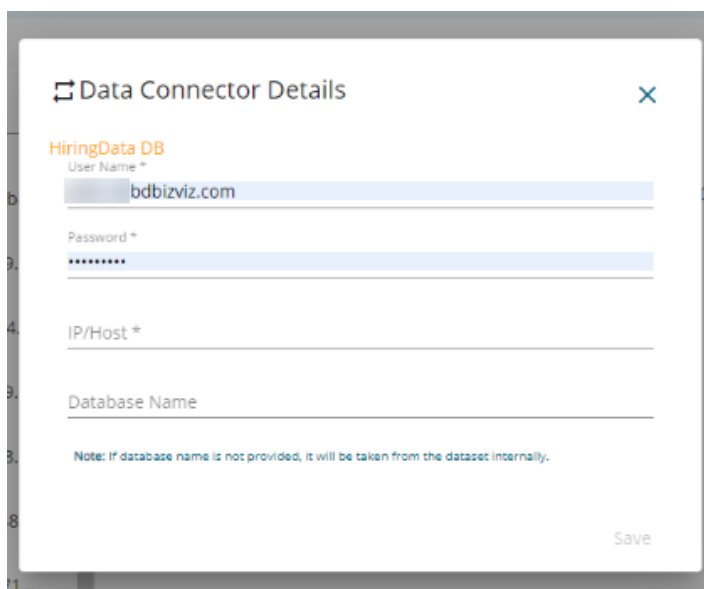 Data Connector Details
HiringData DB
User Name *
bdbizviz.com
Password *
•••••••••
IP/Host *
Database Name
Note: If database name is not provided, it will be taken from the dataset internally.
Save